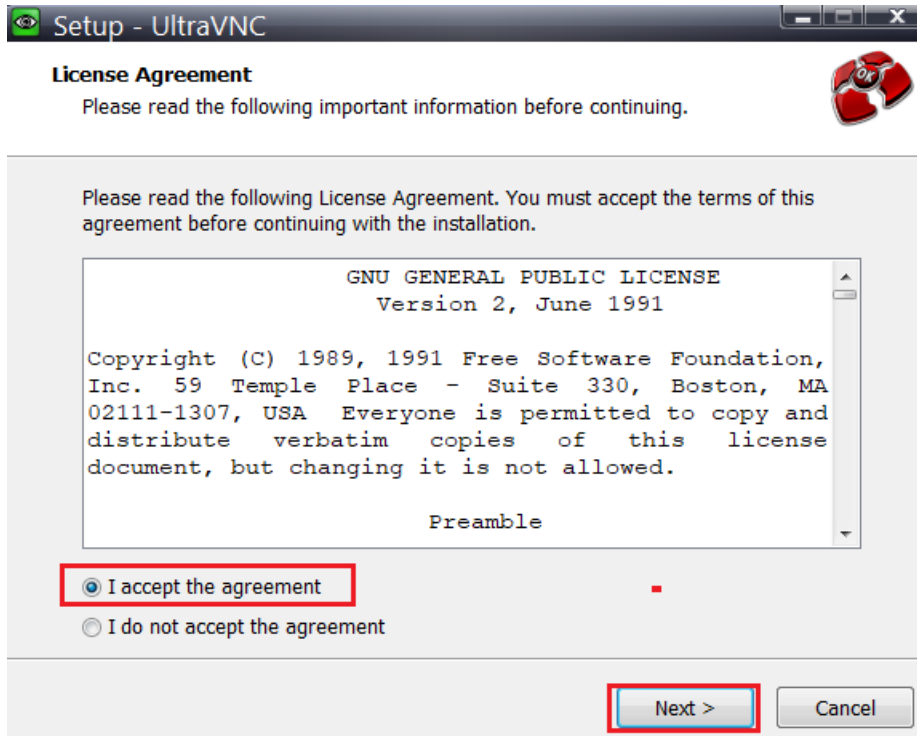 Setup - UltraVNC
License Agreement
Please read the following important information before continuing.
OK
Please read the following License Agreement. You must accept the terms of this
agreement before continuing with the installation.
GNU GENERAL PUBLIC LICENSE
Version 2, June 1991
Copyright (C) 1989, 1991 Free Software Foundation,
Inc. 59 Temple Place - Suite 330, Boston, MA
02111-1307, USA Everyone is permitted to copy and
distribute verbatim copies of this license
document, but changing it is not allowed.
Preamble
I accept the agreement
I do not accept the agreement
Next >
Cancel